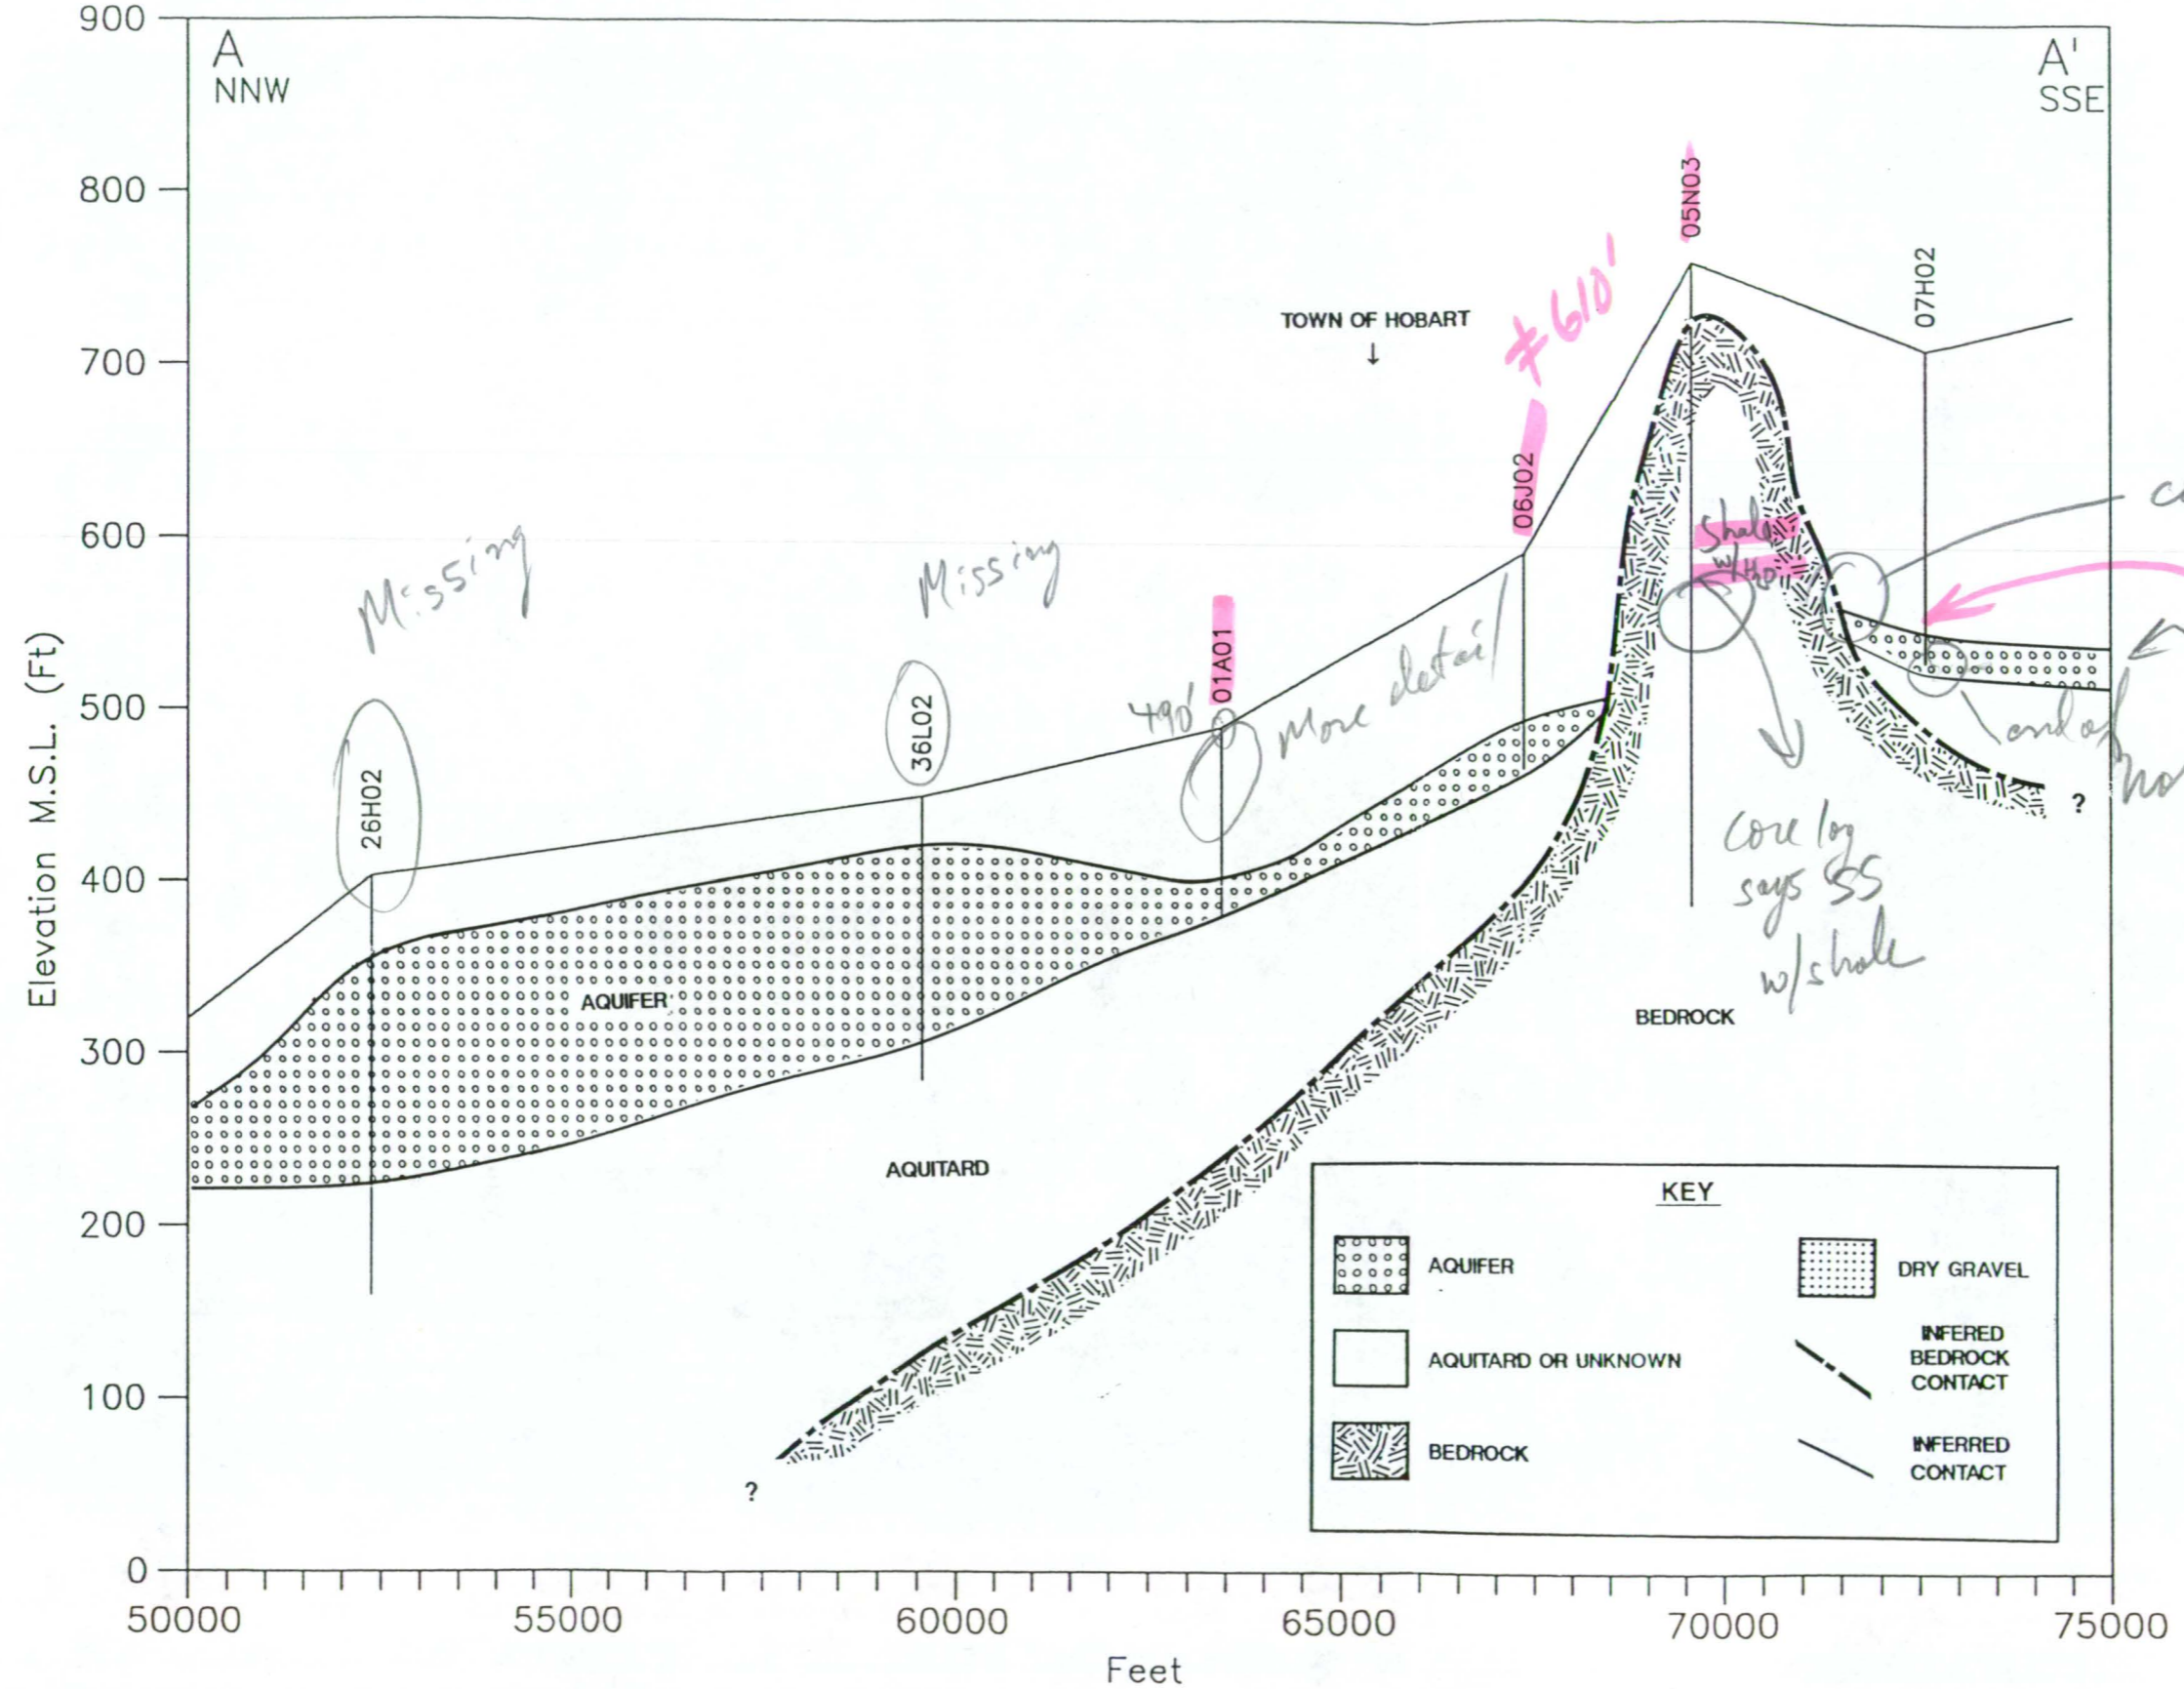 900
A
NNW
A'
SSE
800
05N03
07H02
TOWN OF HOBART
↓
≠ 610'
700
06J02
600
Missing
Missing
Shale
w/ H2O
01A01
490'
More detail
500
36L02
26H02
end of
core log
says SS
w/shale
400
AQUIFER
BEDROCK
?
300
AQUITARD
200
KEY
AQUIFER
DRY GRAVEL
AQUITARD OR UNKNOWN
INFERED
BEDROCK
CONTACT
BEDROCK
INFERRED
CONTACT
100
?
0
Elevation M.S.L. (Ft)
50000 55000 60000 65000 70000 75000
Feet